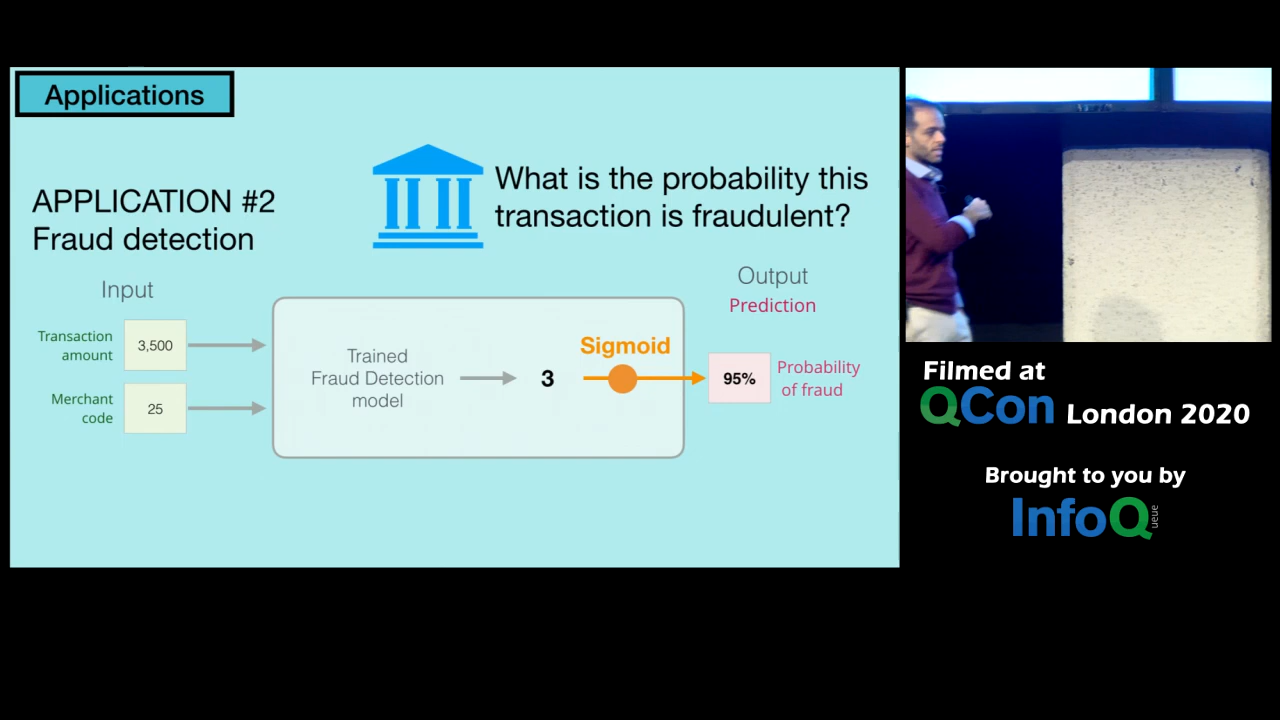 Applications
APPLICATION #2
Fraud detection
What is the probability this
transaction is fraudulent?
Input
Output
Prediction
Transaction
amount
3,500
Merchant
code
25
Trained
Fraud Detection
model
3
Sigmoid
95%
Probability
of fraud
Filmed at
QCon London 2020
Brought to you by
InfoQ
ueue